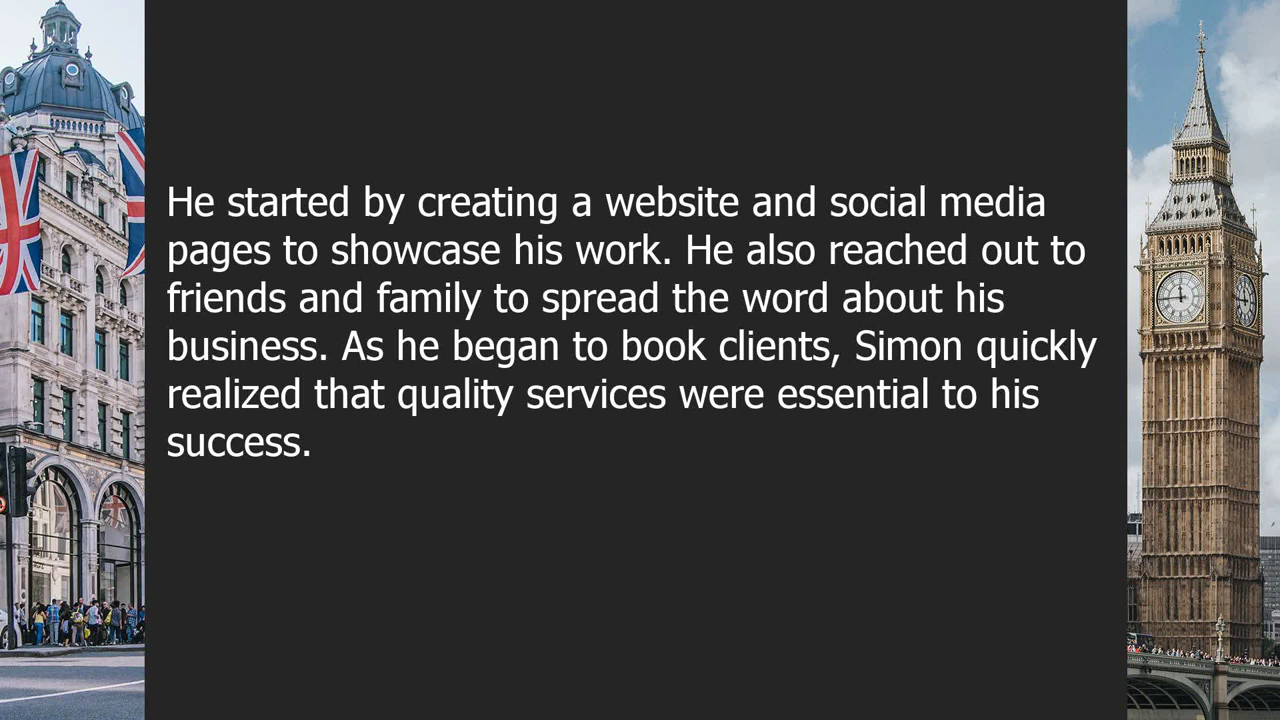 He started by creating a website and social media
pages to showcase his work. He also reached out to
friends and family to spread the word about his
business. As he began to book clients, Simon quickly
realized that quality services were essential to his
success.